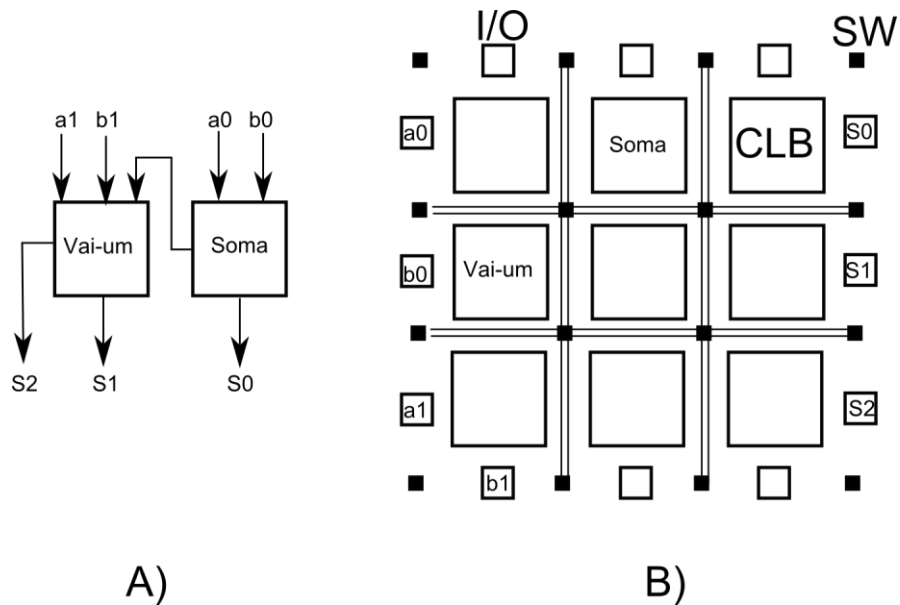 a1 b1 a0 b0
Vai-um Soma
S2 S1 S0
A)
I/O SW
a0 Soma CLB S0
b0 Vai-um S1
a1 S2
b1
B)